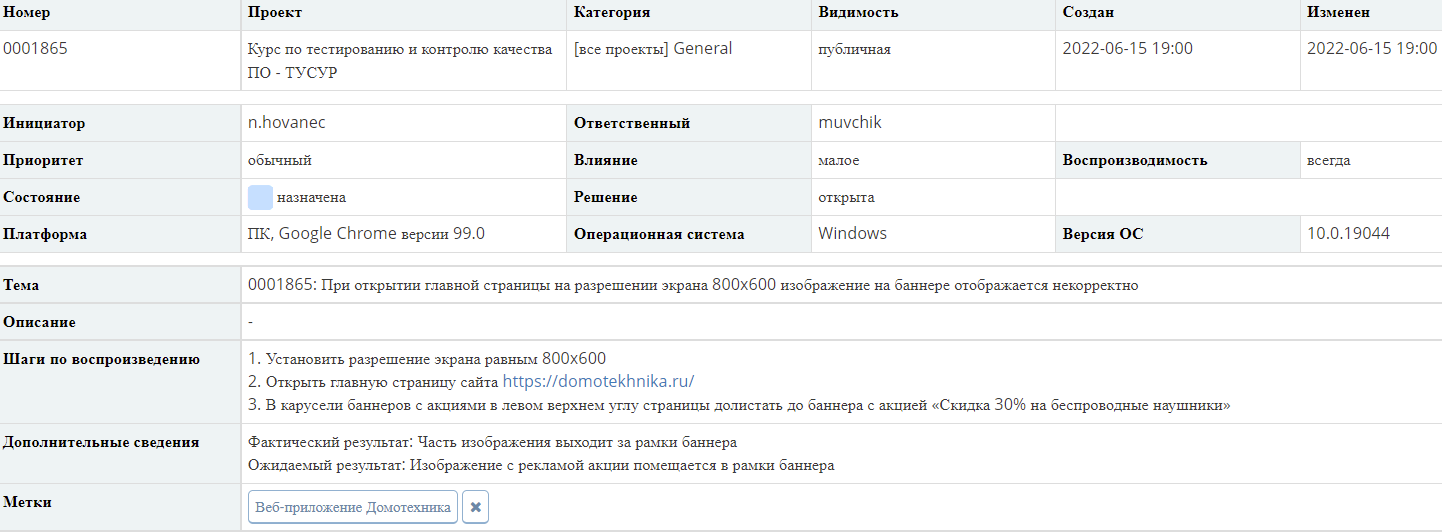 Номер Проект Категория Видимость Создан Изменен
0001865 Курс по тестированию и контролю качества ПО - ТУСУР [все проекты] General публичная 2022-06-15 19:00 2022-06-15 19:00
Инициатор n.hovanec Ответственный muvchik
Приоритет обычный Влияние малое Воспроизводимость всегда
Состояние назначена Решение открыта
Платформа ПК, Google Chrome версии 99.0 Операционная система Windows Версия ОС 10.0.19044
Тема 0001865: При открытии главной страницы на разрешении экрана 800x600 изображение на баннере отображается некорректно
Описание -
Шаги по воспроизведению 1. Установить разрешение экрана равным 800x600
2. Открыть главную страницу сайта https://domotekhnika.ru/
3. В карусели баннеров с акциями в левом верхнем углу страницы долистать до баннера с акцией «Скидка 30% на беспроводные наушники»
Дополнительные сведения Фактический результат: Часть изображения выходит за рамки баннера
Ожидаемый результат: Изображение с рекламой акции помещается в рамки баннера
Метки Веб-приложение Домотехника ✖